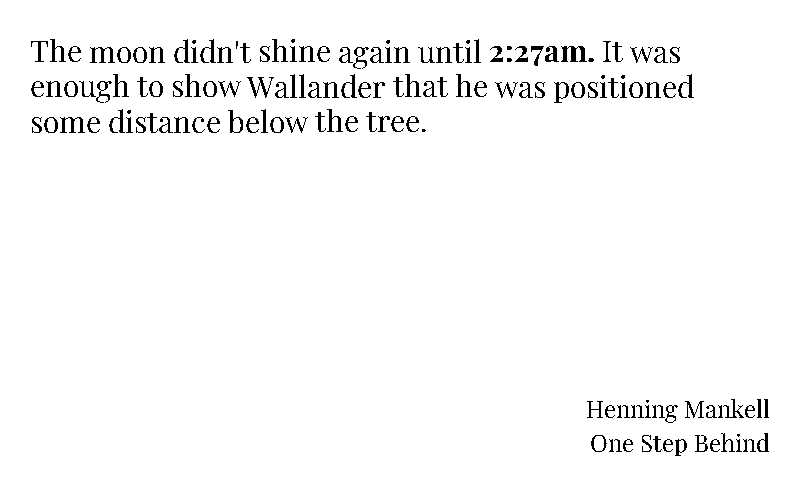 The moon didn't shine again until 2:27am. It was
enough to show Wallander that he was positioned
some distance below the tree.
Henning Mankell
One Step Behind